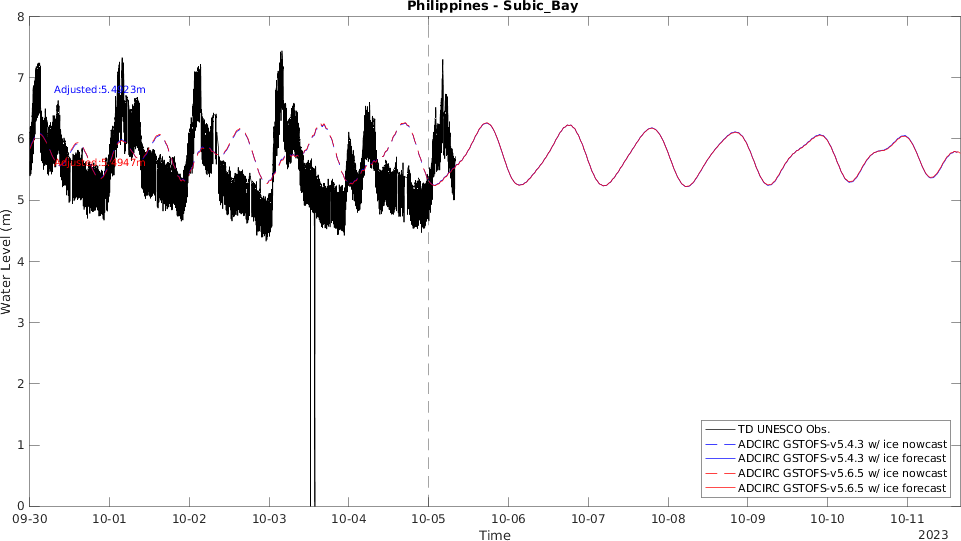 Philippines - Subic_Bay
8
7
6
5
4
3
2
1
0
Water Level (m)
09-30
10-01
10-02
10-03
10-04
10-05
10-06
10-07
10-08
10-09
10-10
10-11
Time
2023
TD UNESCO Obs.
ADCIRC GSTOFS-v5.4.3 w/ ice nowcast
ADCIRC GSTOFS-v5.4.3 w/ ice forecast
ADCIRC GSTOFS-v5.6.5 w/ ice nowcast
ADCIRC GSTOFS-v5.6.5 w/ ice forecast